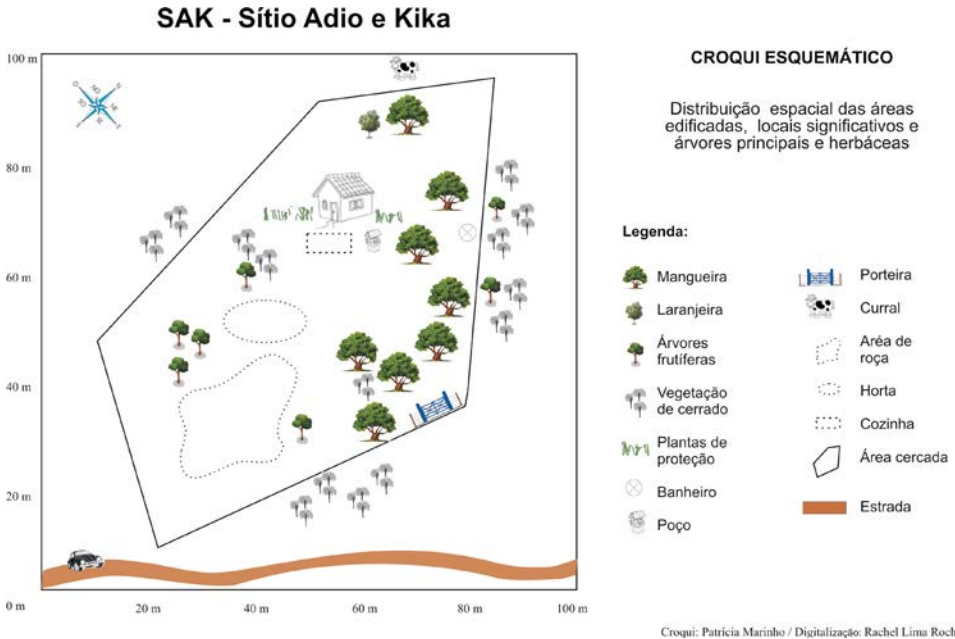 SAK - Sítio Adio e Kika
100 m
80 m
60 m
40 m
20 m
0 m
20 m
40 m
60 m
80 m
100 m
CROQUI ESQUEMÁTICO
Distribuição espacial das áreas
edificadas, locais significativos e
árvores principais e herbáceas
Legenda:
Mangueira
Laranjeira
Árvores
frutíferas
Vegetação
de cerrado
Plantas de
proteção
Banheiro
Poço
Porteira
Curral
Aréa de
roça
Horta
Cozinha
Área cercada
Estrada
Croqui: Patrícia Marinho / Digitalização: Rachel Lima Roch